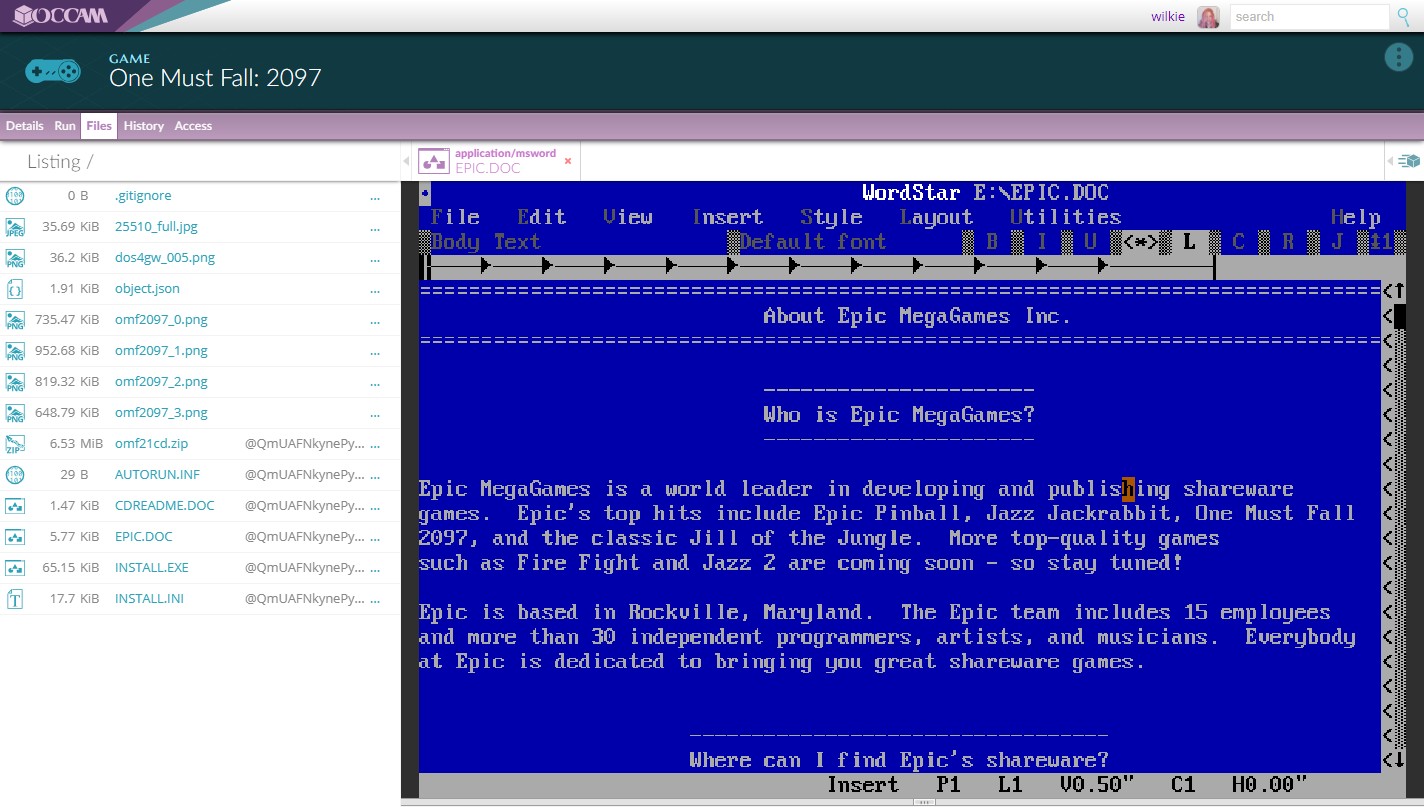 OCCAM
wilkie
search
GAME
One Must Fall: 2097
Details Run Files History Access
Listing /
application/msword
EPIC.DOC
0 B .gitignore ...
35.69 KiB 25510_full.jpg ...
36.2 KiB dos4gw_005.png ...
1.91 KiB object.json ...
735.47 KiB omf2097_0.png ...
952.68 KiB omf2097_1.png ...
819.32 KiB omf2097_2.png ...
648.79 KiB omf2097_3.png ...
6.53 MiB omf21cd.zip @QmUAFNkynePy... ...
29 B AUTORUN.INF @QmUAFNkynePy... ...
1.47 KiB CDREADME.DOC @QmUAFNkynePy... ...
5.77 KiB EPIC.DOC @QmUAFNkynePy... ...
65.15 KiB INSTALL.EXE @QmUAFNkynePy... ...
17.7 KiB INSTALL.INI @QmUAFNkynePy... ...
WordStar E:\EPIC.DOC
File Edit View Insert Style Layout Utilities Help
Body Text Default font B I U <*> L C R J ↕1
About Epic MegaGames Inc.
Who is Epic MegaGames?
Epic MegaGames is a world leader in developing and publishing shareware
games. Epic's top hits include Epic Pinball, Jazz Jackrabbit, One Must Fall
2097, and the classic Jill of the Jungle. More top-quality games
such as Fire Fight and Jazz 2 are coming soon - so stay tuned!
Epic is based in Rockville, Maryland. The Epic team includes 15 employees
and more than 30 independent programmers, artists, and musicians. Everybody
at Epic is dedicated to bringing you great shareware games.
Where can I find Epic's shareware?
Insert P1 L1 V0.50" C1 H0.00"